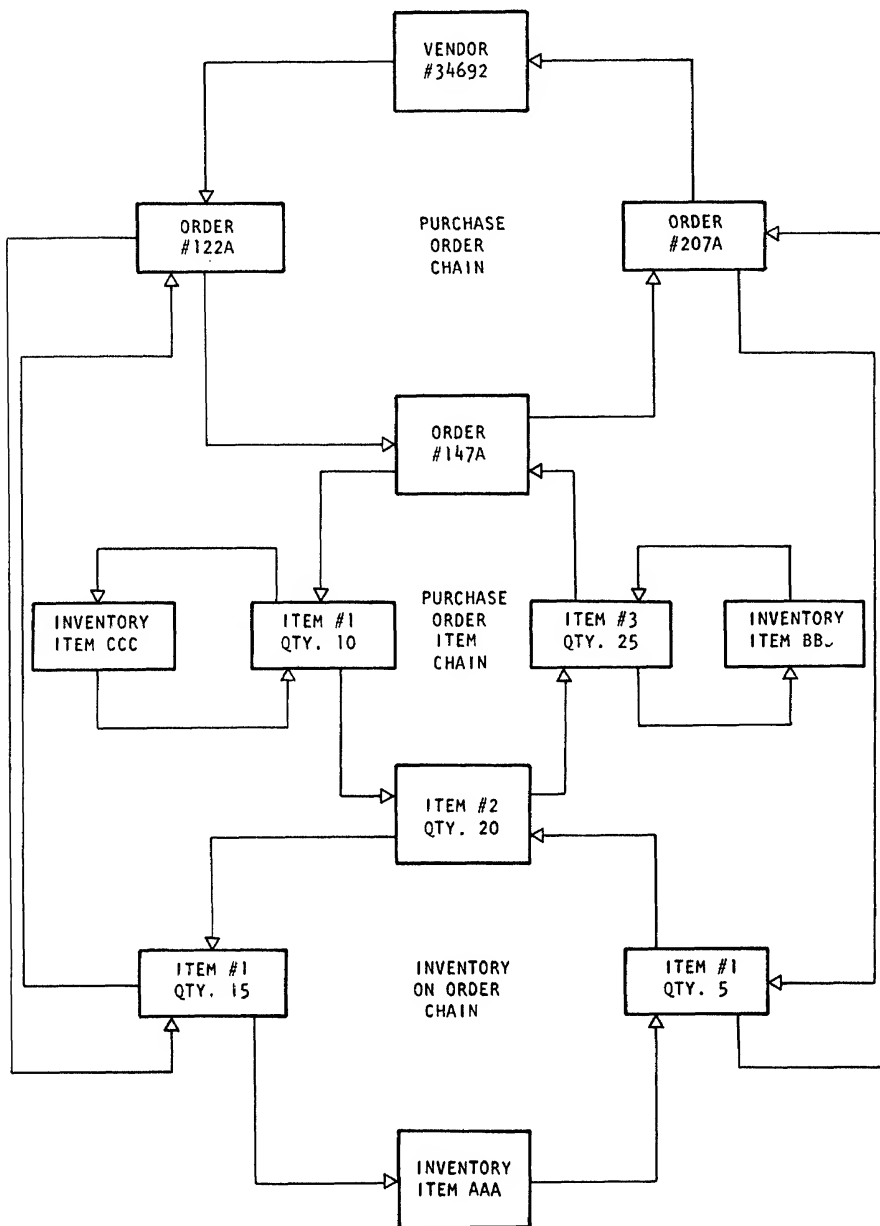 VENDOR
#34692
ORDER
#122A
PURCHASE
ORDER
CHAIN
ORDER
#207A
ORDER
#147A
INVENTORY
ITEM CCC
ITEM #1
QTY. 10
PURCHASE
ORDER
ITEM
CHAIN
ITEM #3
QTY. 25
INVENTORY
ITEM
ITEM #2
QTY. 20
ITEM #1
QTY. 15
INVENTORY
ON ORDER
CHAIN
ITEM #1
QTY. 5
INVENTORY
ITEM AAA